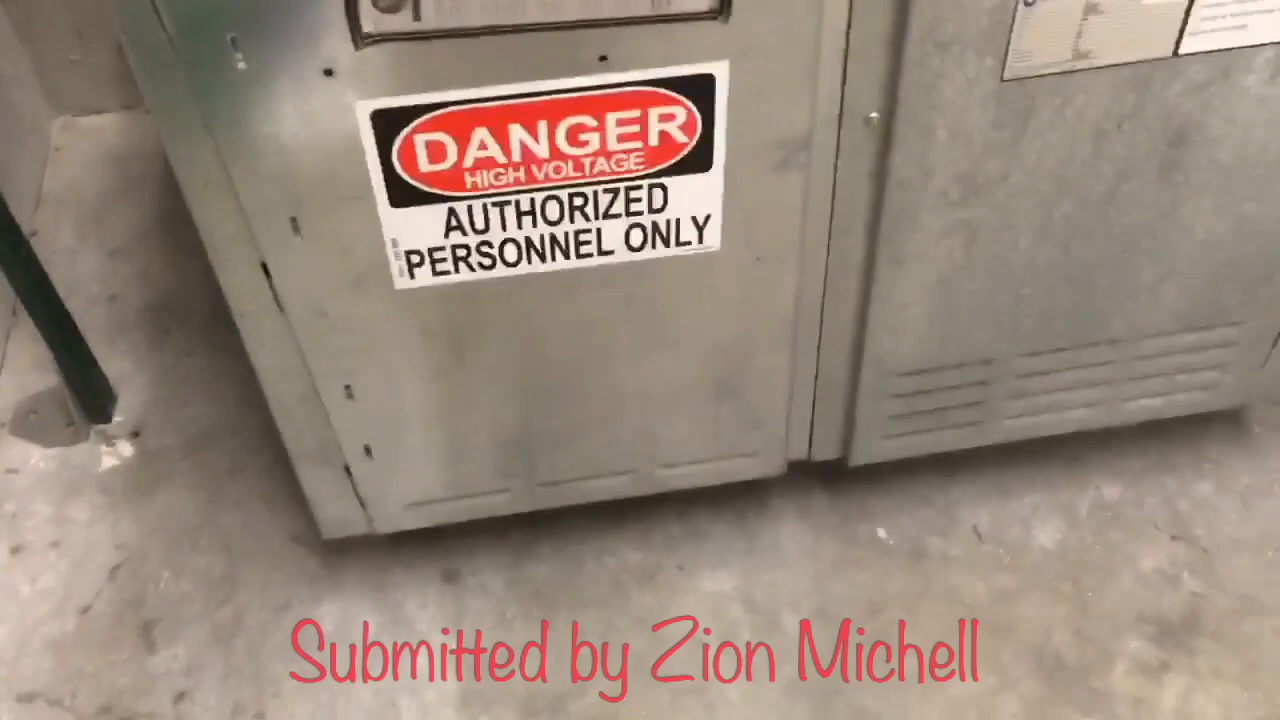 DANGER
HIGH VOLTAGE
AUTHORIZED
PERSONNEL ONLY
Submitted by Zion Michell